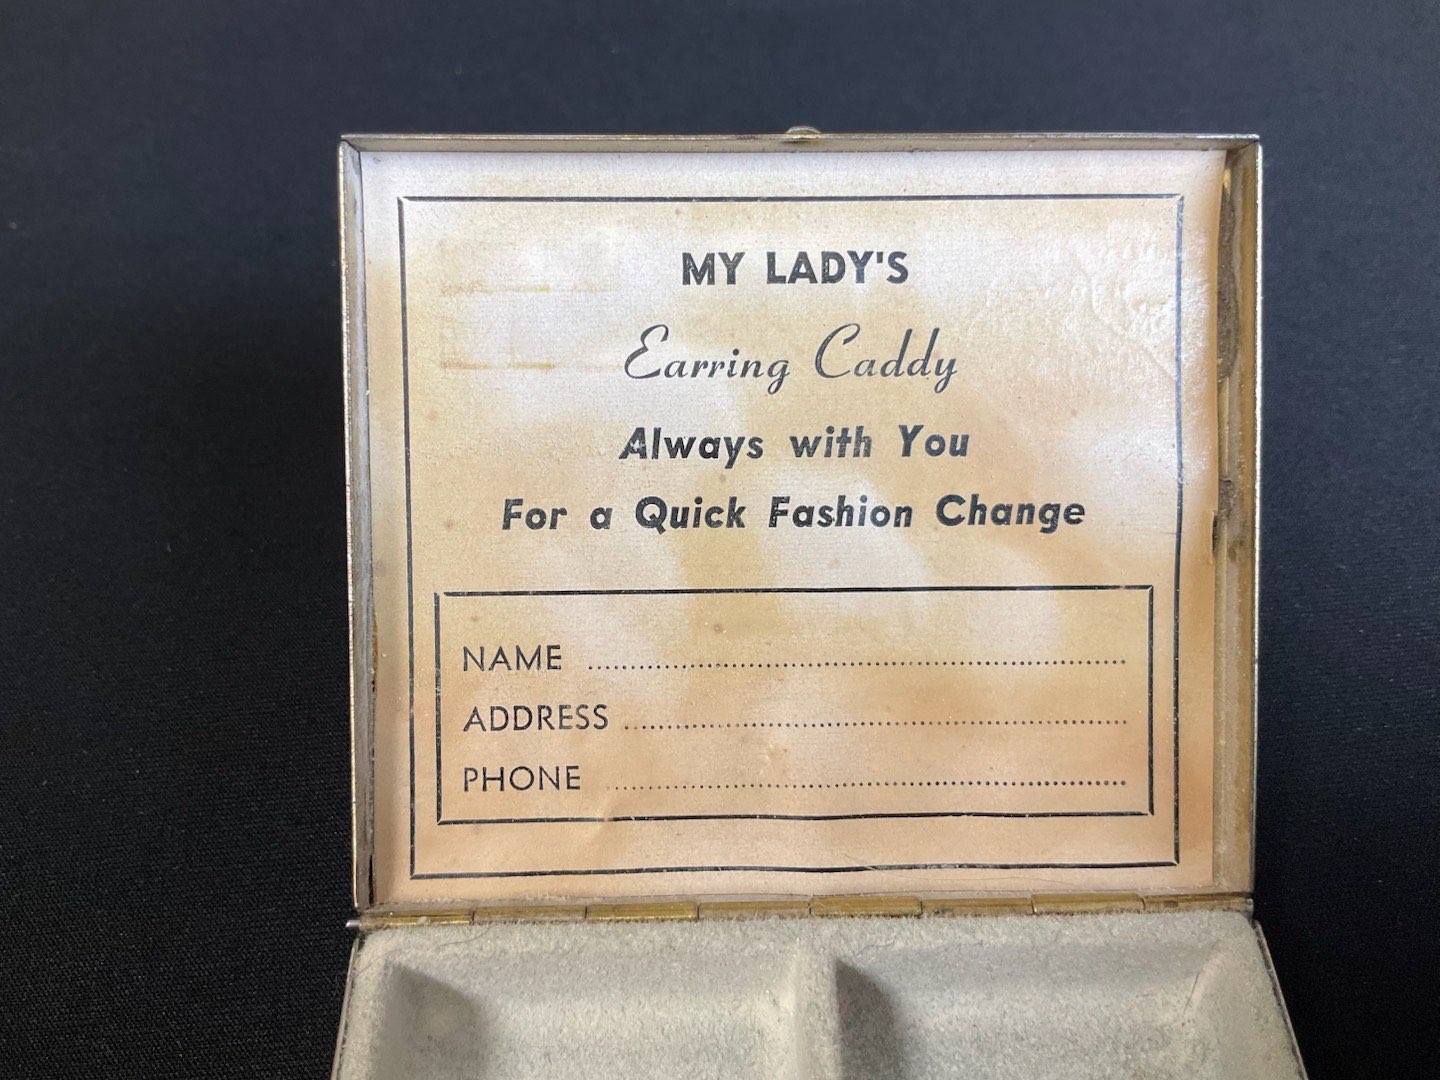 MY LADY'S
Earring Caddy
Always with You
For a Quick Fashion Change
NAME ........................................
ADDRESS ........................................
PHONE ........................................